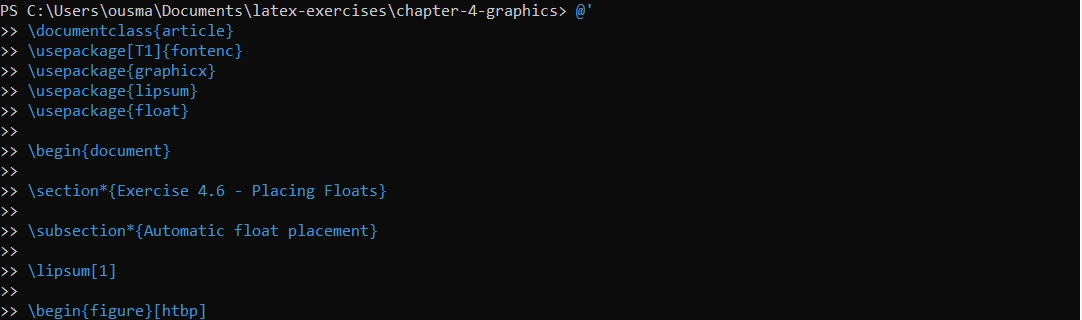 PS C:\Users\ousma\Documents\latex-exercises\chapter-4-graphics> @'
>> \documentclass{article}
>> \usepackage[T1]{fontenc}
>> \usepackage{graphicx}
>> \usepackage{lipsum}
>> \usepackage{float}
>>
>> \begin{document}
>>
>> \section*{Exercise 4.6 - Placing Floats}
>>
>> \subsection*{Automatic float placement}
>>
>> \lipsum[1]
>>
>> \begin{figure}[htbp]